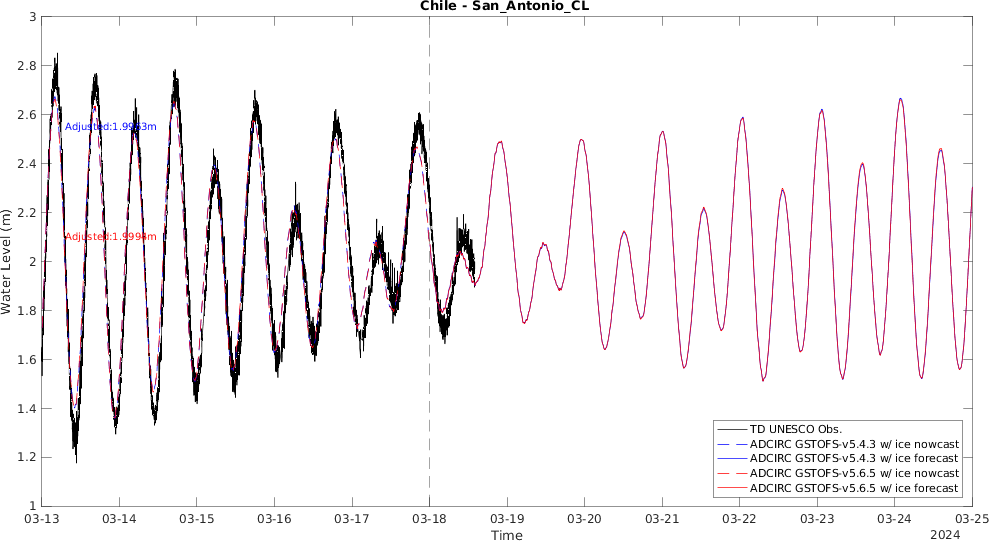 Chile - San_Antonio_CL
3
2.8
2.6
2.4
2.2
2
1.8
1.6
1.4
1.2
1
Water Level (m)
Adjusted:1.9963m
Adjusted:1.9998m
TD UNESCO Obs.
ADCIRC GSTOFS-v5.4.3 w/ ice nowcast
ADCIRC GSTOFS-v5.4.3 w/ ice forecast
ADCIRC GSTOFS-v5.6.5 w/ ice nowcast
ADCIRC GSTOFS-v5.6.5 w/ ice forecast
03-13 03-14 03-15 03-16 03-17 03-18 03-19 03-20 03-21 03-22 03-23 03-24 03-25
Time
2024